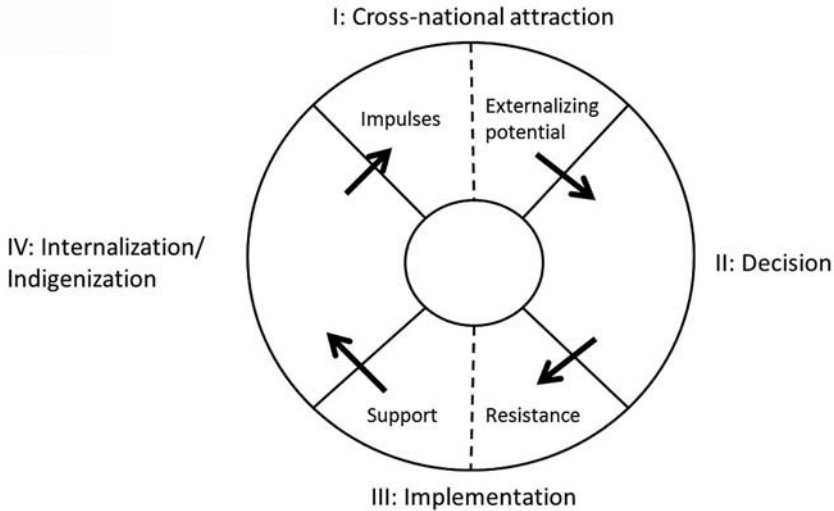 I: Cross-national attraction
Impulses
Externalizing
potential
IV: Internalization/
Indigenization
II: Decision
Support
Resistance
III: Implementation